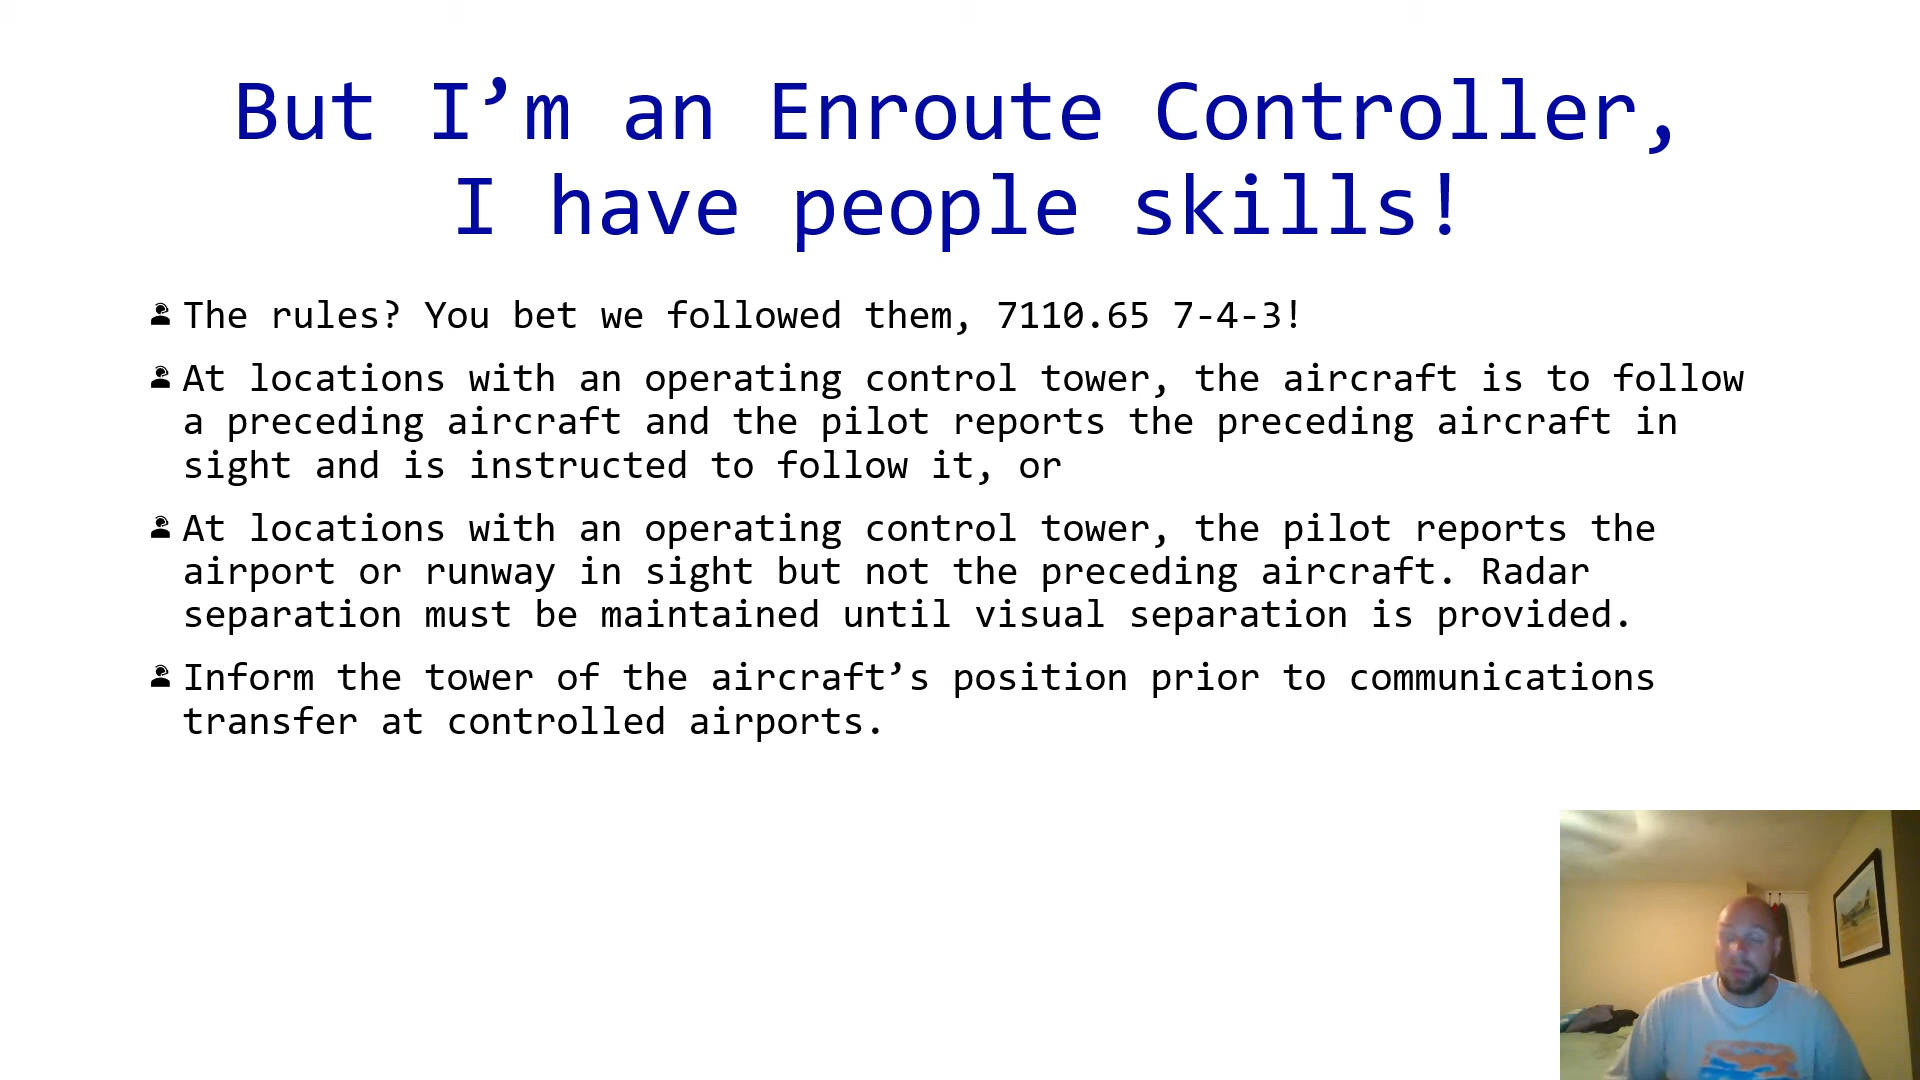 But I’m an Enroute Controller,
I have people skills!
The rules? You bet we followed them, 7110.65 7-4-3!
At locations with an operating control tower, the aircraft is to follow
a preceding aircraft and the pilot reports the preceding aircraft in
sight and is instructed to follow it, or
At locations with an operating control tower, the pilot reports the
airport or runway in sight but not the preceding aircraft. Radar
separation must be maintained until visual separation is provided.
Inform the tower of the aircraft’s position prior to communications
transfer at controlled airports.